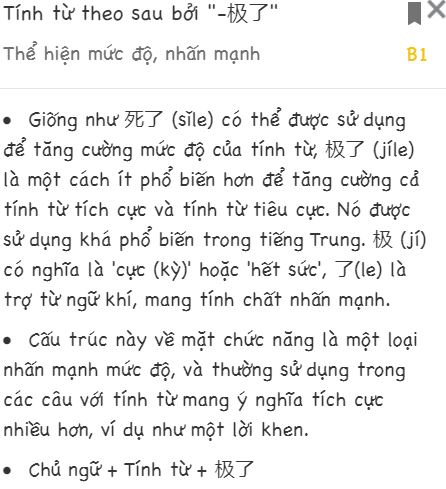 Tính từ theo sau bởi "-极了"
Thể hiện mức độ, nhấn mạnh B1
• Giống như 死了 (sǐle) có thể được sử dụng
để tăng cường mức độ của tính từ, 极了 (jíle)
là một cách ít phổ biến hơn để tăng cường cả
tính từ tích cực và tính từ tiêu cực. Nó được
sử dụng khá phổ biến trong tiếng Trung. 极 (jí)
có nghĩa là 'cực (kỳ)' hoặc 'hết sức', 了(le) là
trợ từ ngữ khí, mang tính chất nhấn mạnh.
• Cấu trúc này về mặt chức năng là một loại
nhấn mạnh mức độ, và thường sử dụng trong
các câu với tính từ mang ý nghĩa tích cực
nhiều hơn, ví dụ như một lời khen.
• Chủ ngữ + Tính từ + 极了